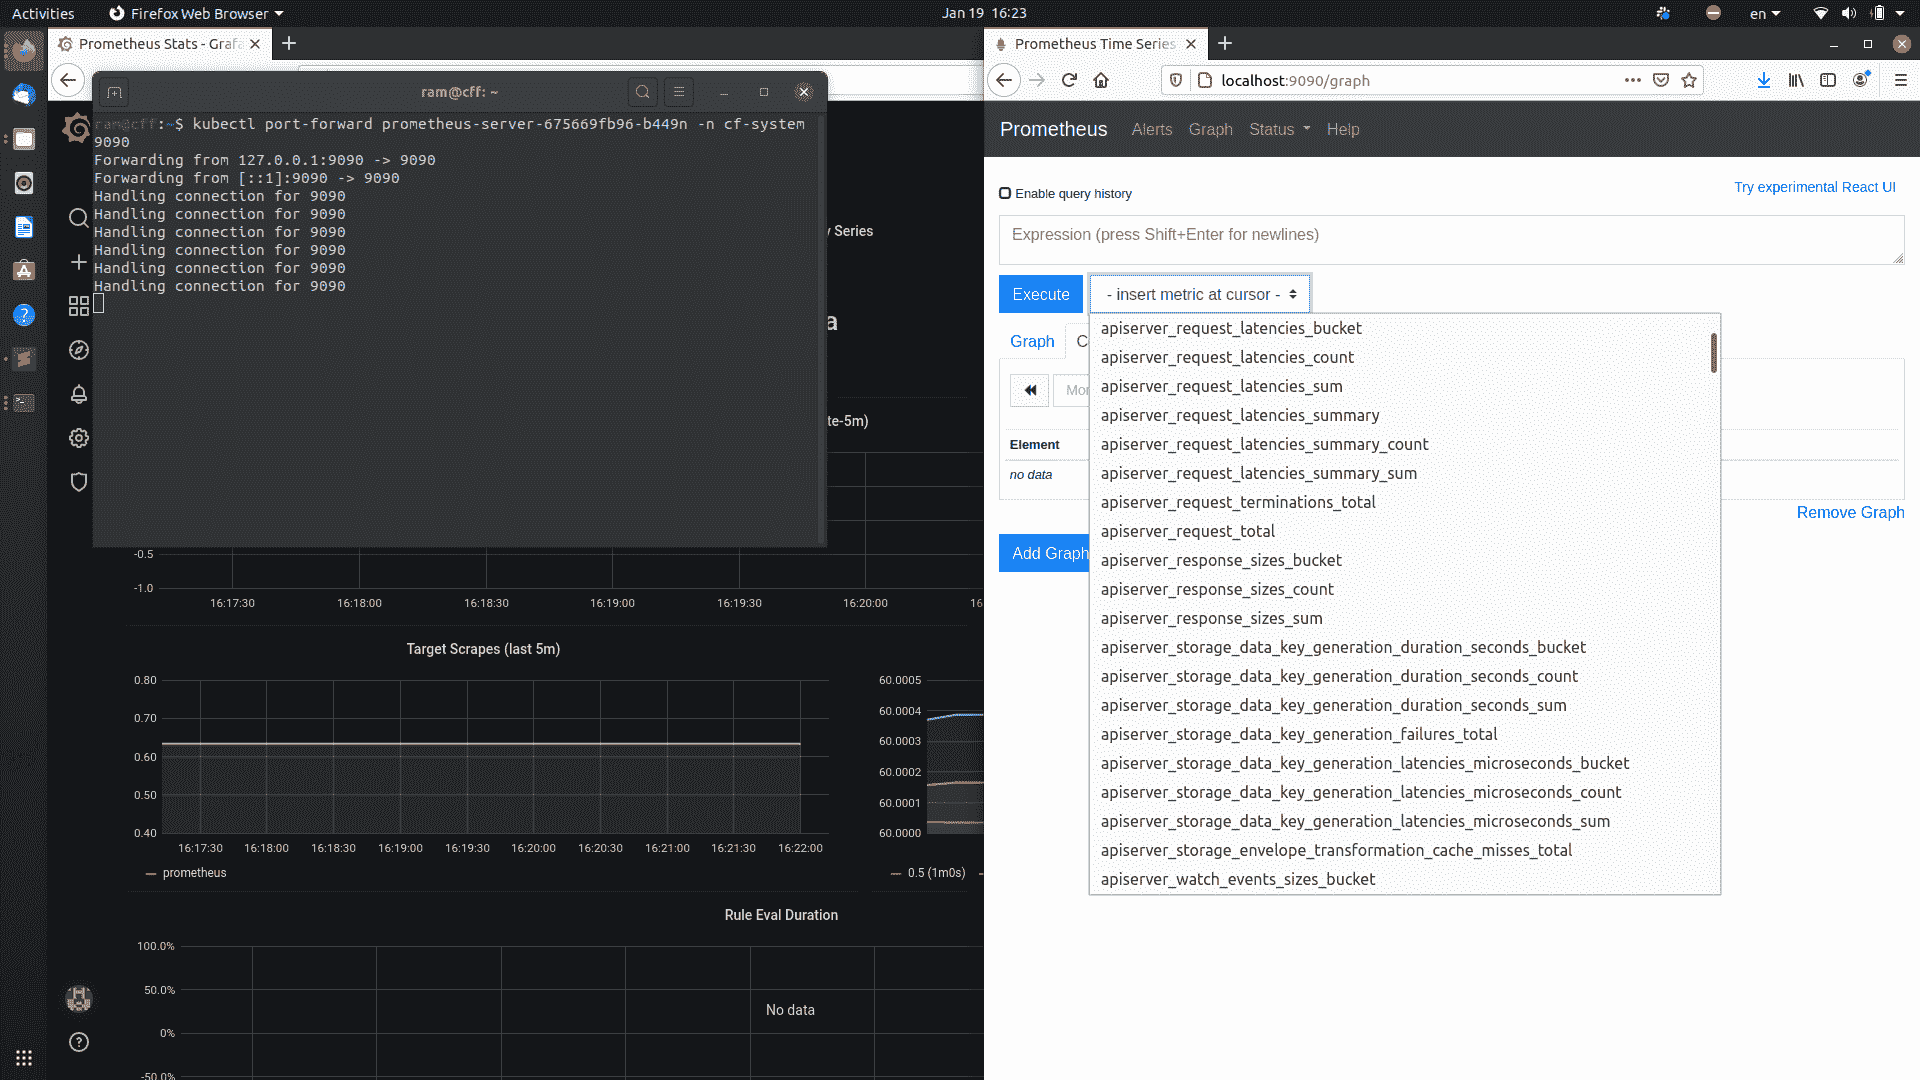 Activities
Firefox Web Browser
Jan 19 16:23
en
Prometheus Stats - Grafa
ram@cff: ~
ram@cff:~$ kubectl port-forward prometheus-server-675669fb96-b449n -n cf-system
9090
Forwarding from 127.0.0.1:9090 -> 9090
Forwarding from [::1]:9090 -> 9090
Handling connection for 9090
Handling connection for 9090
Handling connection for 9090
Handling connection for 9090
Handling connection for 9090
Handling connection for 9090
y Series
a
te-5m)
-0.5
-1.0
16:17:30 16:18:00 16:18:30 16:19:00 16:19:30 16:20:00 16
Target Scrapes (last 5m)
0.80
0.70
0.60
0.50
0.40
16:17:30 16:18:00 16:18:30 16:19:00 16:19:30 16:20:00 16:20:30 16:21:00 16:21:30 16:22:00
prometheus
60.0005
60.0004
60.0003
60.0002
60.0001
60.0000
0.5 (1m0s)
Rule Eval Duration
100.0%
50.0%
0%
-50.0%
No data
Prometheus Time Series
localhost:9090/graph
Prometheus Alerts Graph Status Help
Enable query history
Try experimental React UI
Expression (press Shift+Enter for newlines)
Execute
- insert metric at cursor -
Graph C
Mor
Element
no data
Remove Graph
Add Graph
apiserver_request_latencies_bucket
apiserver_request_latencies_count
apiserver_request_latencies_sum
apiserver_request_latencies_summary
apiserver_request_latencies_summary_count
apiserver_request_latencies_summary_sum
apiserver_request_terminations_total
apiserver_request_total
apiserver_response_sizes_bucket
apiserver_response_sizes_count
apiserver_response_sizes_sum
apiserver_storage_data_key_generation_duration_seconds_bucket
apiserver_storage_data_key_generation_duration_seconds_count
apiserver_storage_data_key_generation_duration_seconds_sum
apiserver_storage_data_key_generation_failures_total
apiserver_storage_data_key_generation_latencies_microseconds_bucket
apiserver_storage_data_key_generation_latencies_microseconds_count
apiserver_storage_data_key_generation_latencies_microseconds_sum
apiserver_storage_envelope_transformation_cache_misses_total
apiserver_watch_events_sizes_bucket